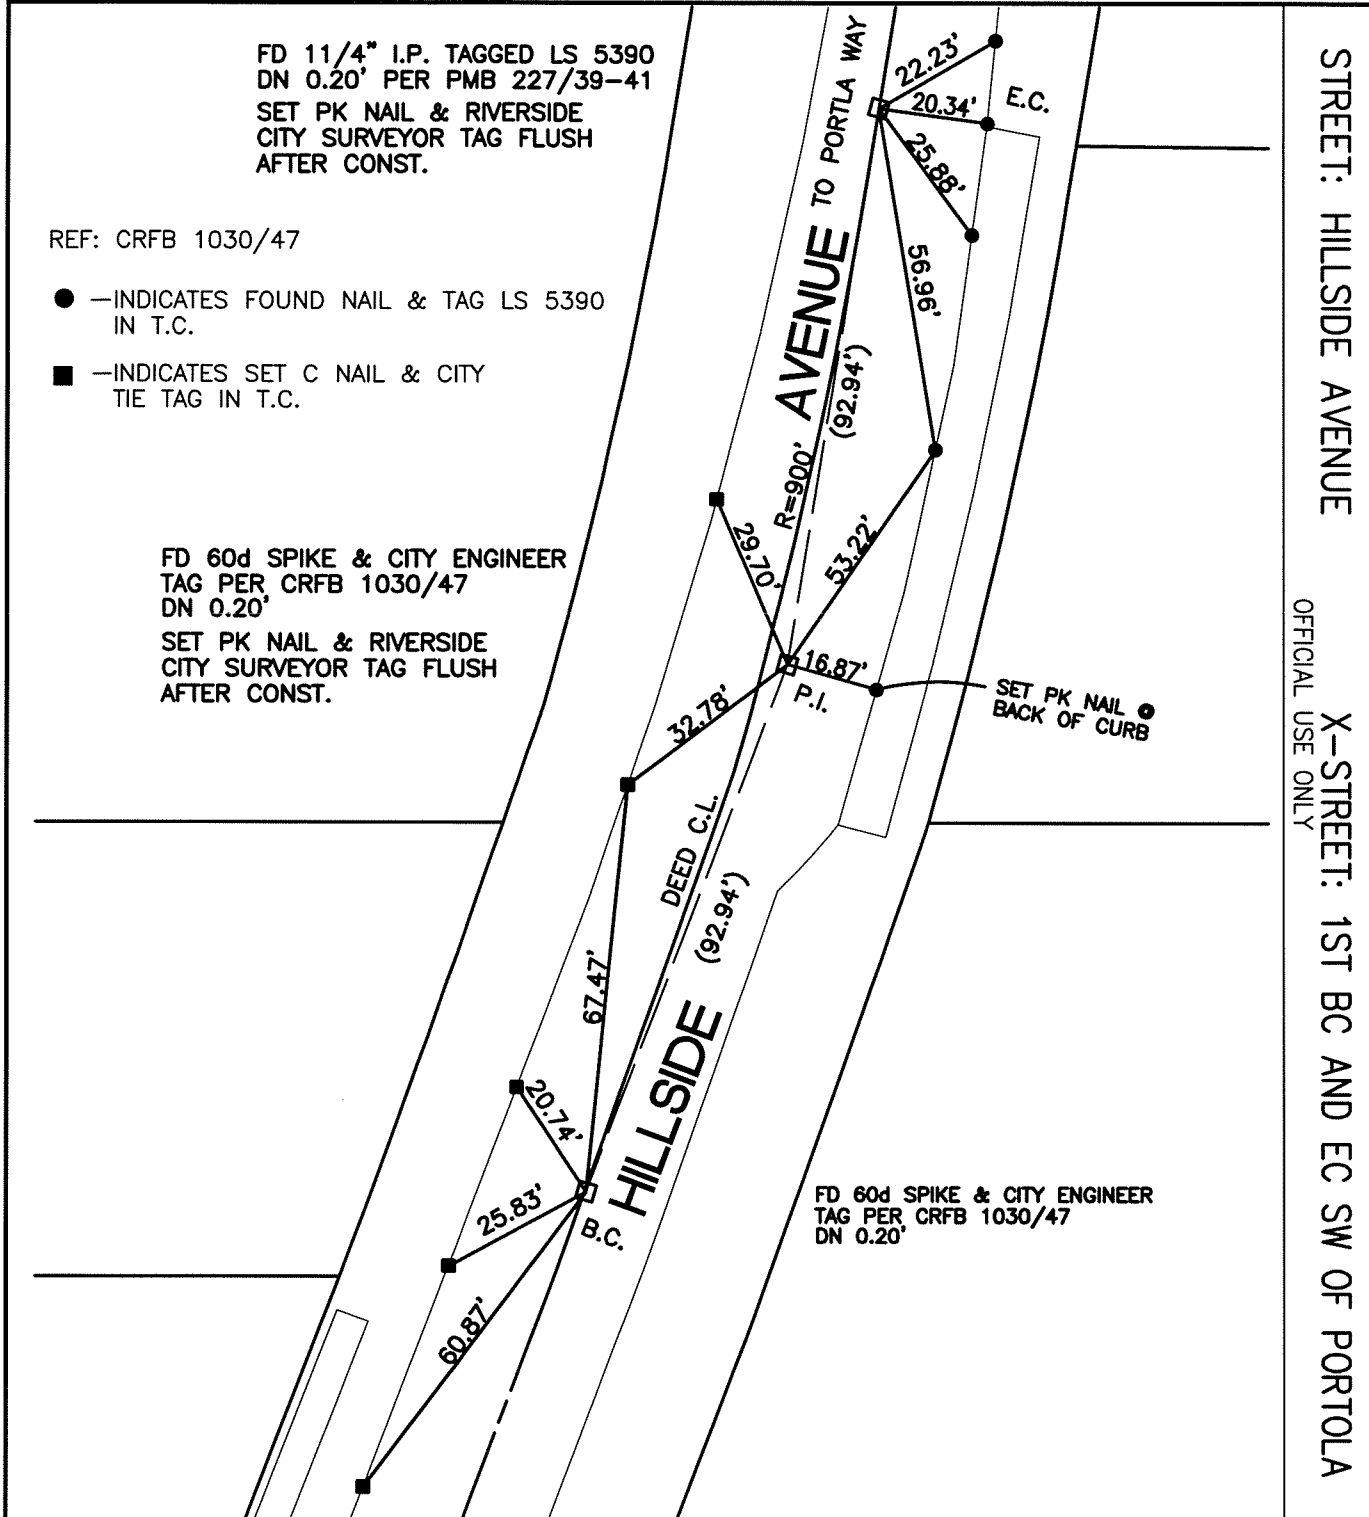 FD 11/4" I.P. TAGGED LS 5390
DN 0.20' PER PMB 227/39-41
SET PK NAIL & RIVERSIDE
CITY SURVEYOR TAG FLUSH
AFTER CONST.
REF: CRFB 1030/47
● -INDICATES FOUND NAIL & TAG LS 5390
IN T.C.
■ -INDICATES SET C NAIL & CITY
TIE TAG IN T.C.
FD 60d SPIKE & CITY ENGINEER
TAG PER CRFB 1030/47
DN 0.20'
SET PK NAIL & RIVERSIDE
CITY SURVEYOR TAG FLUSH
AFTER CONST.
22.23'
20.34'
E.C.
25.88'
56.96'
TO PORTLA WAY
AVENUE
(92.94')
R=900'
29.70'
53.22'
16.87'
P.I.
SET PK NAIL @
BACK OF CURB
32.78'
DEED C.L.
(92.94')
67.47'
HILLSIDE
20.74'
25.83'
B.C.
60.87'
FD 60d SPIKE & CITY ENGINEER
TAG PER CRFB 1030/47
DN 0.20'
STREET: HILLSIDE AVENUE
X-STREET: 1ST BC AND EC SW OF PORTOLA
OFFICIAL USE ONLY